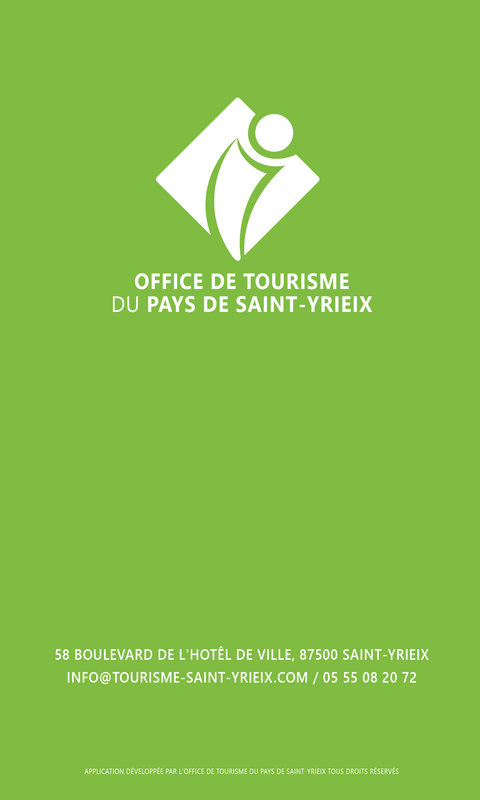 OFFICE DE TOURISME
DU PAYS DE SAINT-YRIEIX
58 BOULEVARD DE L'HOTÊL DE VILLE, 87500 SAINT-YRIEIX
INFO@TOURISME-SAINT-YRIEIX.COM / 05 55 08 20 72
APPLICATION DÉVELOPPÉE PAR L'OFFICE DE TOURISME DU PAYS DE SAINT-YRIEIX TOUS DROITS RÉSERVÉS